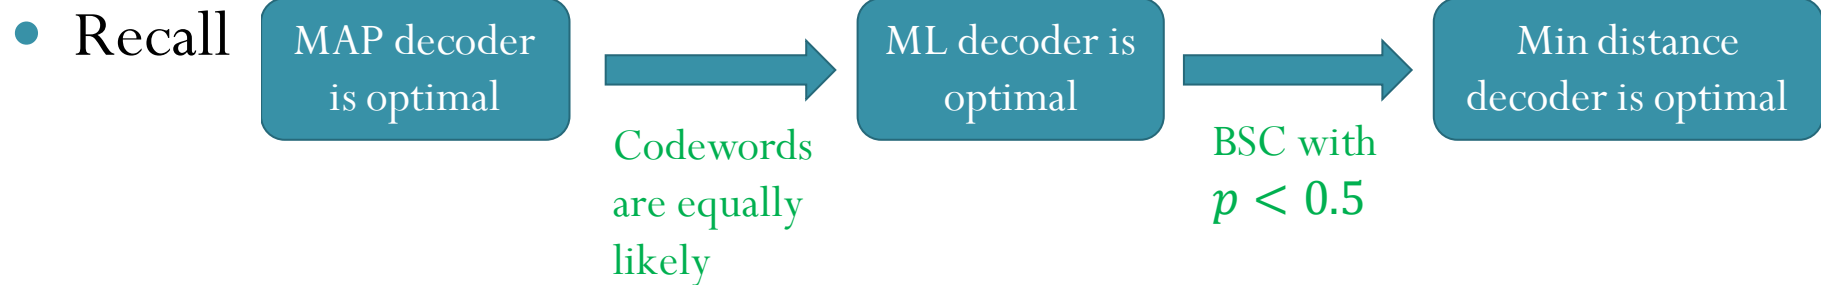 • Recall
MAP decoder
is optimal
Codewords
are equally
likely
ML decoder is
optimal
BSC with
p < 0.5
Min distance
decoder is optimal